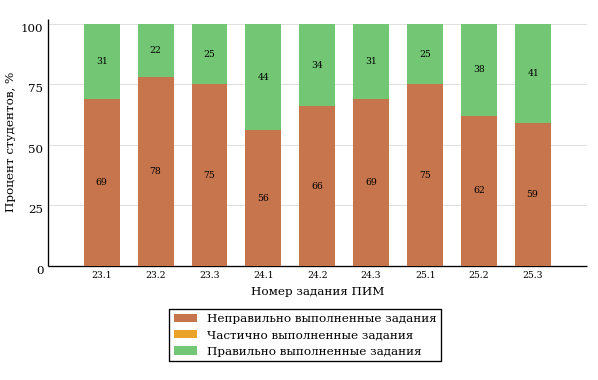 100
75
50
25
0
Процент студентов, %
31 22 25 44 34 31 25 38 41
69 78 75 56 66 69 75 62 59
23.1 23.2 23.3 24.1 24.2 24.3 25.1 25.2 25.3
Номер задания ПИМ
Неправильно выполненные задания
Частично выполненные задания
Правильно выполненные задания